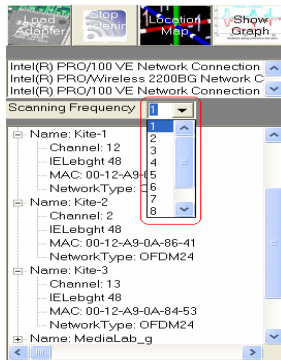 Load Adapter
Stop Listenin
Location Map
Show Graph
Intel(R) PRO/100 VE Network Connection
Intel(R) PRO/Wireless 2200BG Network C
Intel(R) PRO/100 VE Network Connection
Scanning Frequency 1
1
2
3
4
5
6
7
8
Name: Kite-1
Channel: 12
IELebght 48
MAC: 00-12-A9-
NetworkType:
Name: Kite-2
Channel: 2
IELebght 48
MAC: 00-12-A9-0A-86-41
NetworkType: OFDM24
Name: Kite-3
Channel: 13
IELebght 48
MAC: 00-12-A9-0A-84-53
NetworkType: OFDM24
Name: MediaLab_g